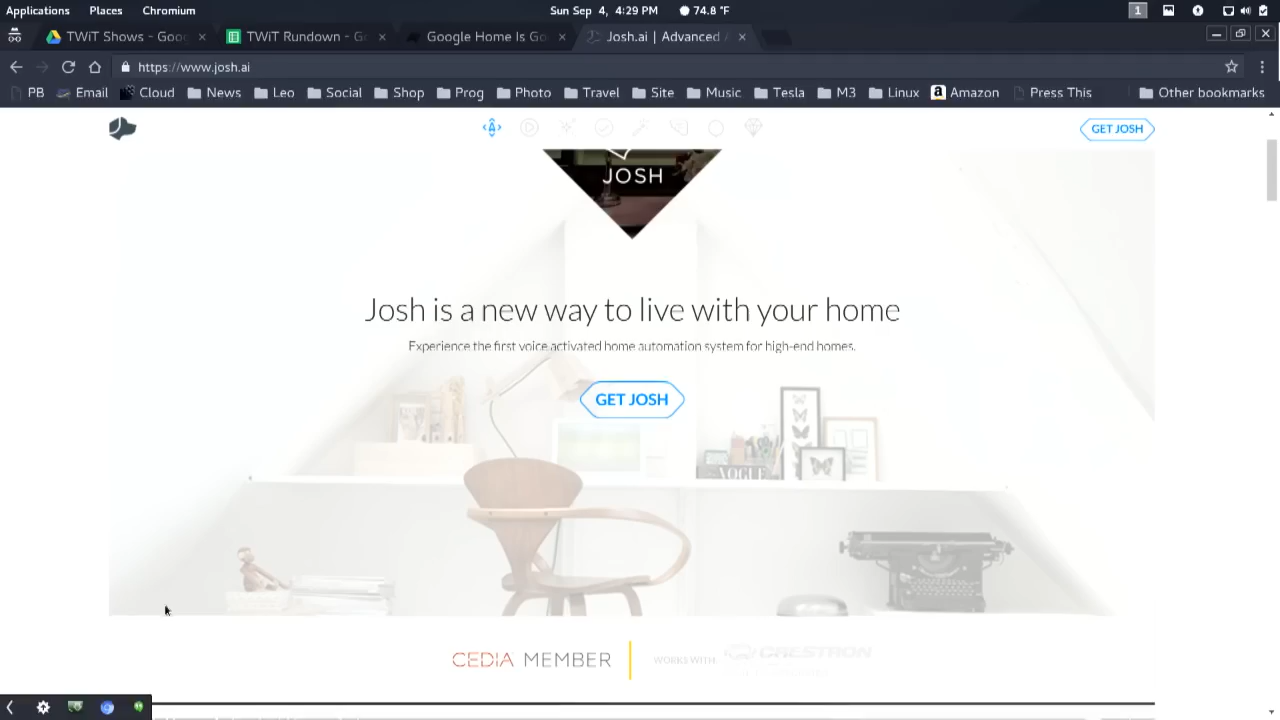 Applications Places Chromium Sun Sep 4, 4:29 PM 74.8 °F 1
TWiT Shows - Goog TWiT Rundown - Go Google Home Is Go Josh.ai | Advanced A
https://www.josh.ai
PB Email Cloud News Leo Social Shop Prog Photo Travel Site Music Tesla M3 Linux Amazon Press This Other bookmarks
GET JOSH
JOSH
Josh is a new way to live with your home
Experience the first voice activated home automation system for high-end homes.
GET JOSH
VOGUE
CEDIA MEMBER WORKS WITH CRESTRON